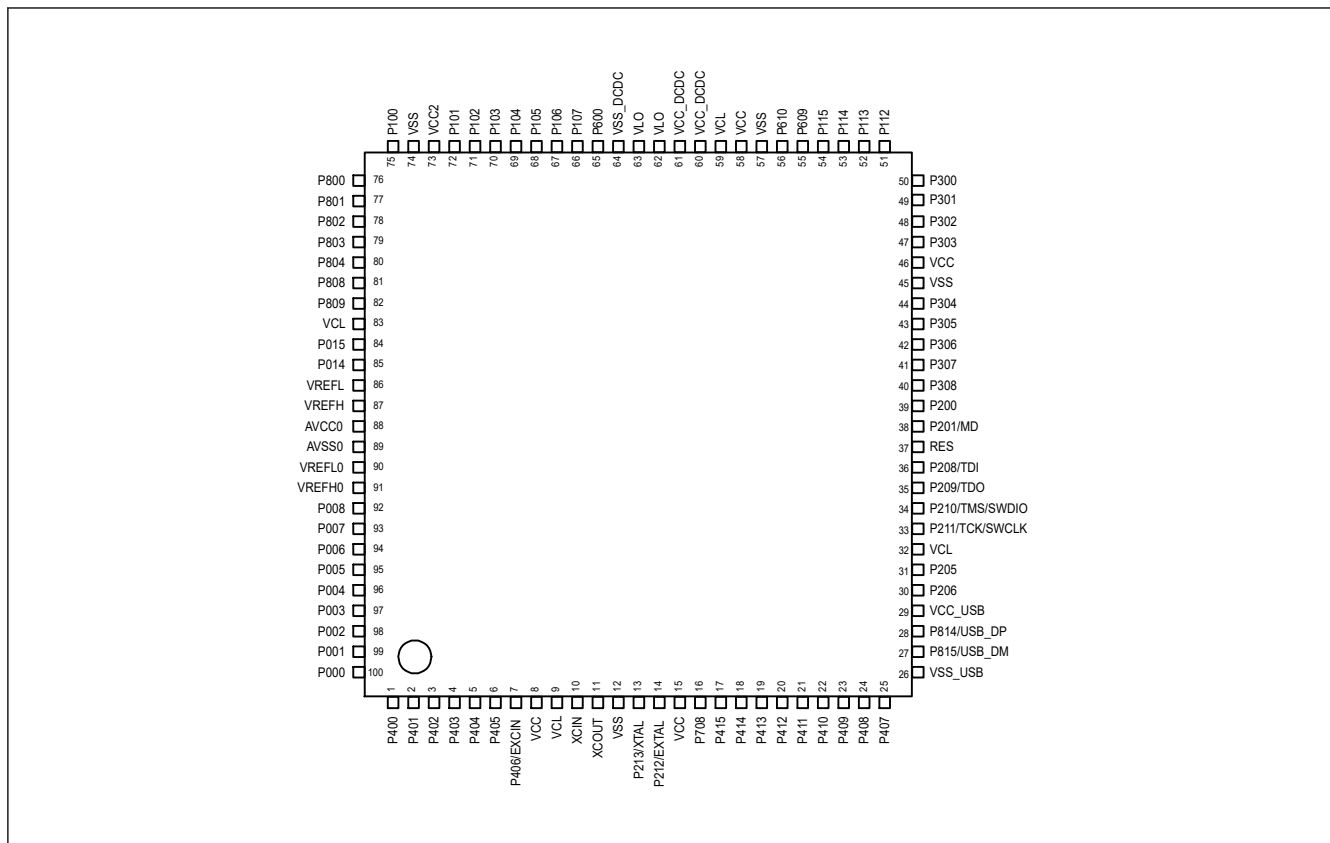 P100
VSS
VCC2
P101
P102
P103
P104
P105
P106
P107
P600
VSS_DCDC
VLO
VLO
VCC_DCDC
VCC_DCDC
VCL
VCC
VSS
P610
P609
P115
P114
P113
P112
75
74
73
72
71
70
69
68
67
66
65
64
63
62
61
60
59
58
57
56
55
54
53
52
51
P800 76
P801 77
P802 78
P803 79
P804 80
P808 81
P809 82
VCL 83
P015 84
P014 85
VREFL 86
VREFH 87
AVCC0 88
AVSS0 89
VREFL0 90
VREFH0 91
P008 92
P007 93
P006 94
P005 95
P004 96
P003 97
P002 98
P001 99
P000 100
50 P300
49 P301
48 P302
47 P303
46 VCC
45 VSS
44 P304
43 P305
42 P306
41 P307
40 P308
39 P200
38 P201/MD
37 RES
36 P208/TDI
35 P209/TDO
34 P210/TMS/SWDIO
33 P211/TCK/SWCLK
32 VCL
31 P205
30 P206
29 VCC_USB
28 P814/USB_DP
27 P815/USB_DM
26 VSS_USB
1
2
3
4
5
6
7
8
9
10
11
12
13
14
15
16
17
18
19
20
21
22
23
24
25
P400
P401
P402
P403
P404
P405
P406/EXCIN
VCC
VCL
XCIN
XCOUT
VSS
P213/XTAL
P212/EXTAL
VCC
P708
P415
P414
P413
P412
P411
P410
P409
P408
P407